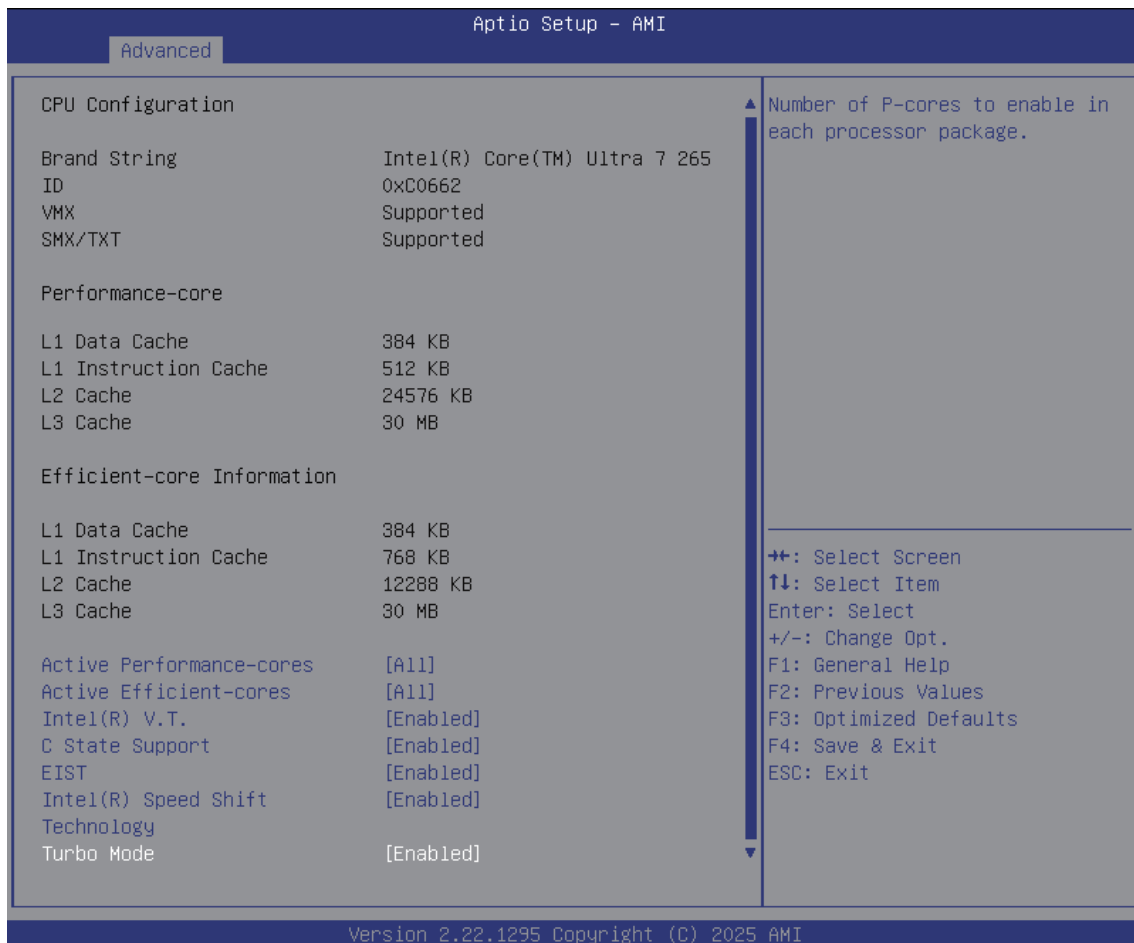 Aptio Setup – AMI
Advanced
CPU Configuration
Brand String Intel(R) Core(TM) Ultra 7 265
ID 0xC0662
VMX Supported
SMX/TXT Supported
Performance-core
L1 Data Cache 384 KB
L1 Instruction Cache 512 KB
L2 Cache 24576 KB
L3 Cache 30 MB
Efficient-core Information
L1 Data Cache 384 KB
L1 Instruction Cache 768 KB
L2 Cache 12288 KB
L3 Cache 30 MB
Active Performance-cores [All]
Active Efficient-cores [All]
Intel(R) V.T. [Enabled]
C State Support [Enabled]
EIST [Enabled]
Intel(R) Speed Shift [Enabled]
Technology
Turbo Mode [Enabled]
Number of P-cores to enable in
each processor package.
→←: Select Screen
↑↓: Select Item
Enter: Select
+/-: Change Opt.
F1: General Help
F2: Previous Values
F3: Optimized Defaults
F4: Save & Exit
ESC: Exit
Version 2.22.1295 Copyright (C) 2025 AMI